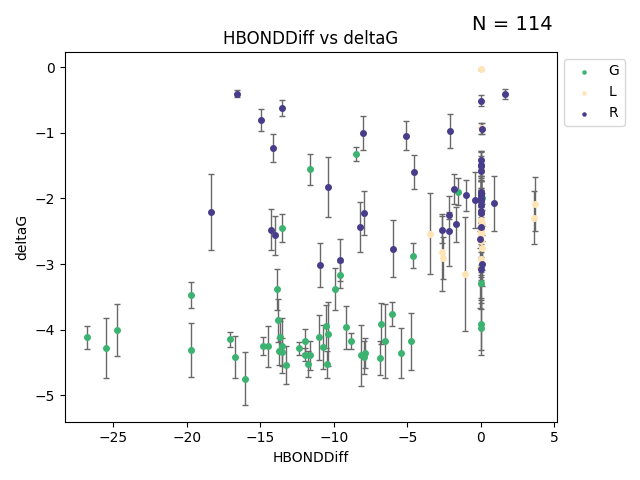 N = 114
HBONDDiff vs deltaG
G
L
R
deltaG
0
−1
−2
−3
−4
−5
−25 −20 −15 −10 −5 0 5
HBONDDiff